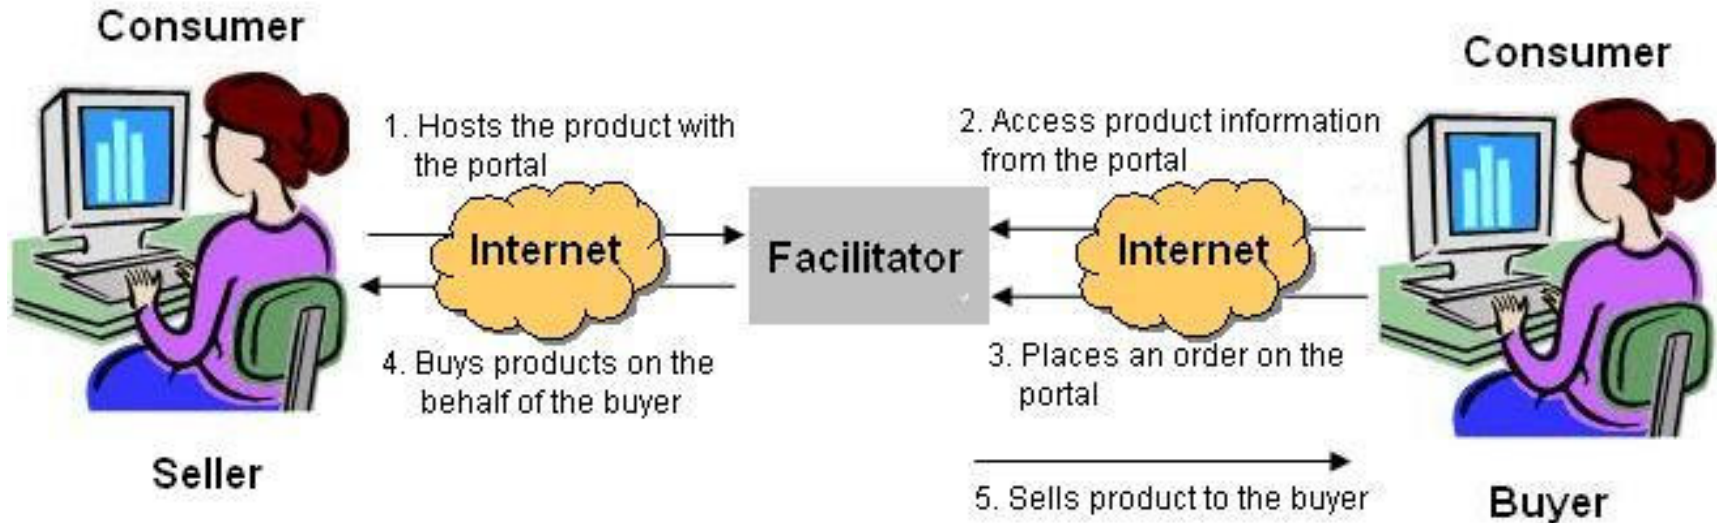 Consumer
Consumer
1. Hosts the product with
the portal
2. Access product information
from the portal
Internet
Facilitator
Internet
4. Buys products on the
behalf of the buyer
3. Places an order on the
portal
Seller
5. Sells product to the buyer
Buyer